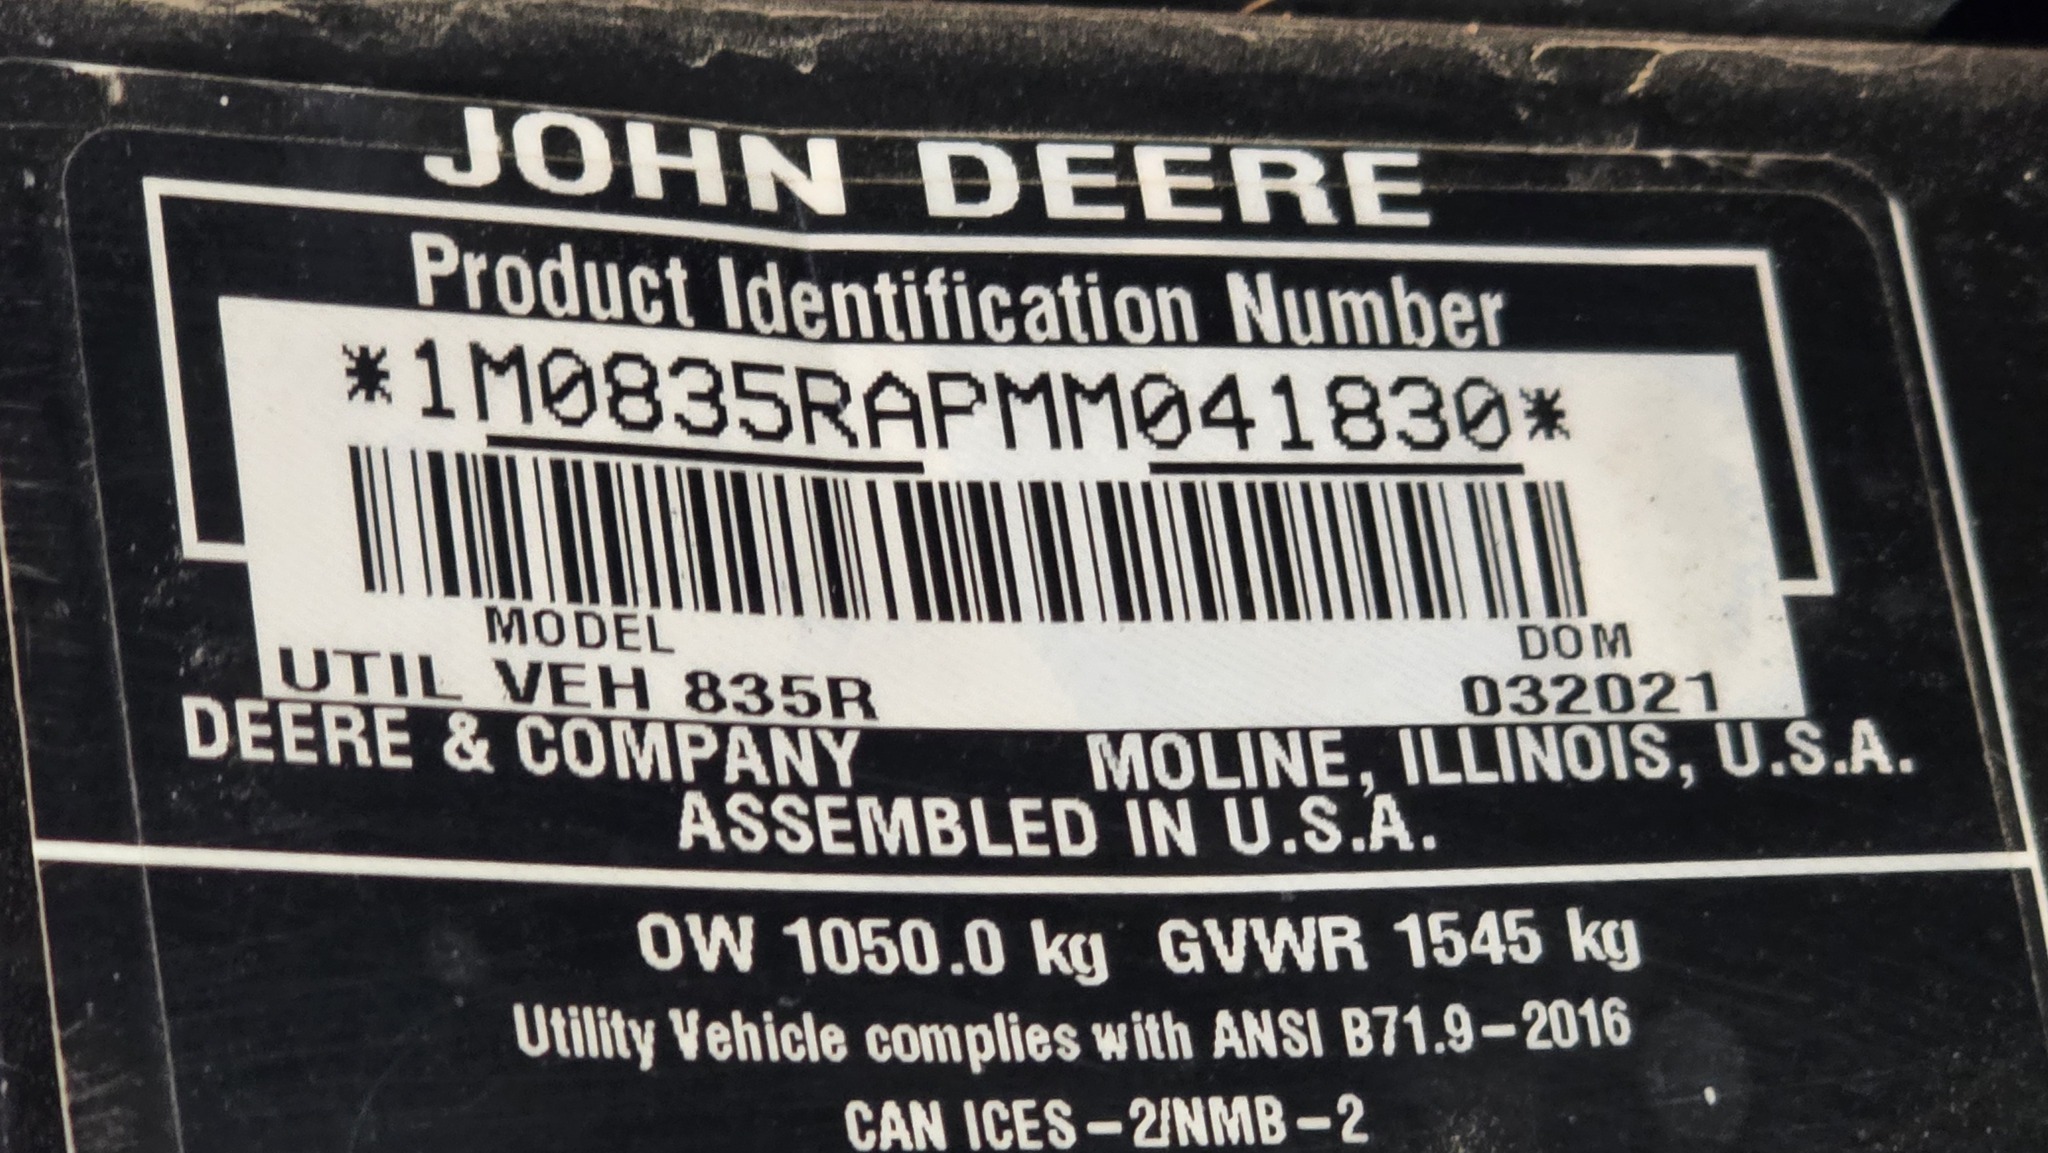 JOHN DEERE
Product Identification Number
*1M0835RAPMM041830*
MODEL DOM
UTIL VEH 835R 032021
DEERE & COMPANY MOLINE, ILLINOIS, U.S.A.
ASSEMBLED IN U.S.A.
OW 1050.0 kg GVWR 1545 kg
Utility Vehicle complies with ANSI B71.9-2016
CAN ICES-2/NMB-2